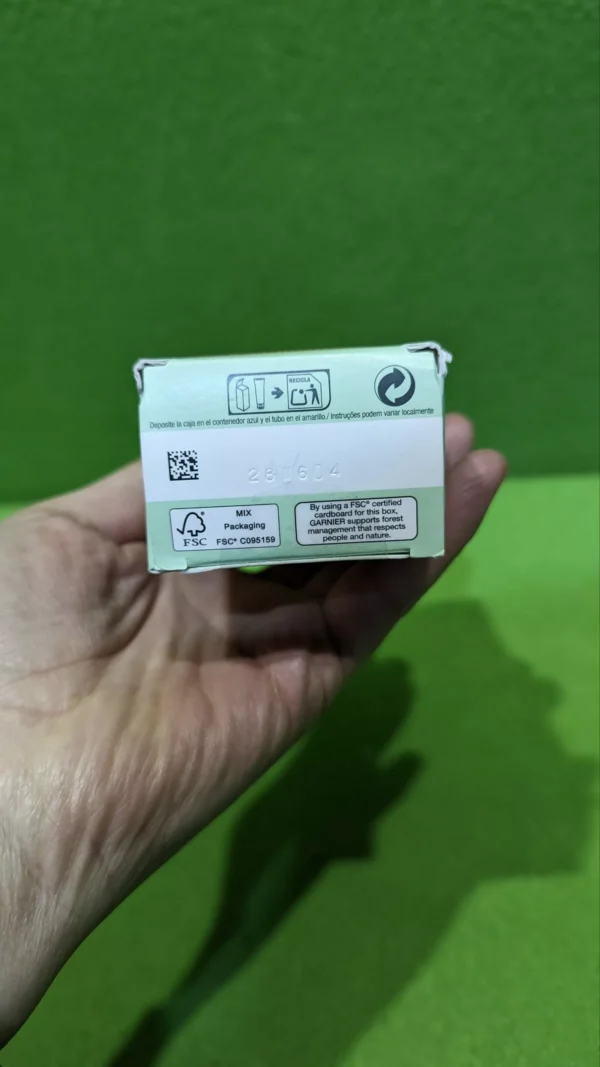 RECICLA
Deposite la caja en el contenedor azul y el tubo en el amarillo./ Instruções podem variar localmente
MIX
Packaging
FSC
FSC® C095159
By using a FSC® certified
cardboard for this box,
GARNIER supports forest
management that respects
people and nature.